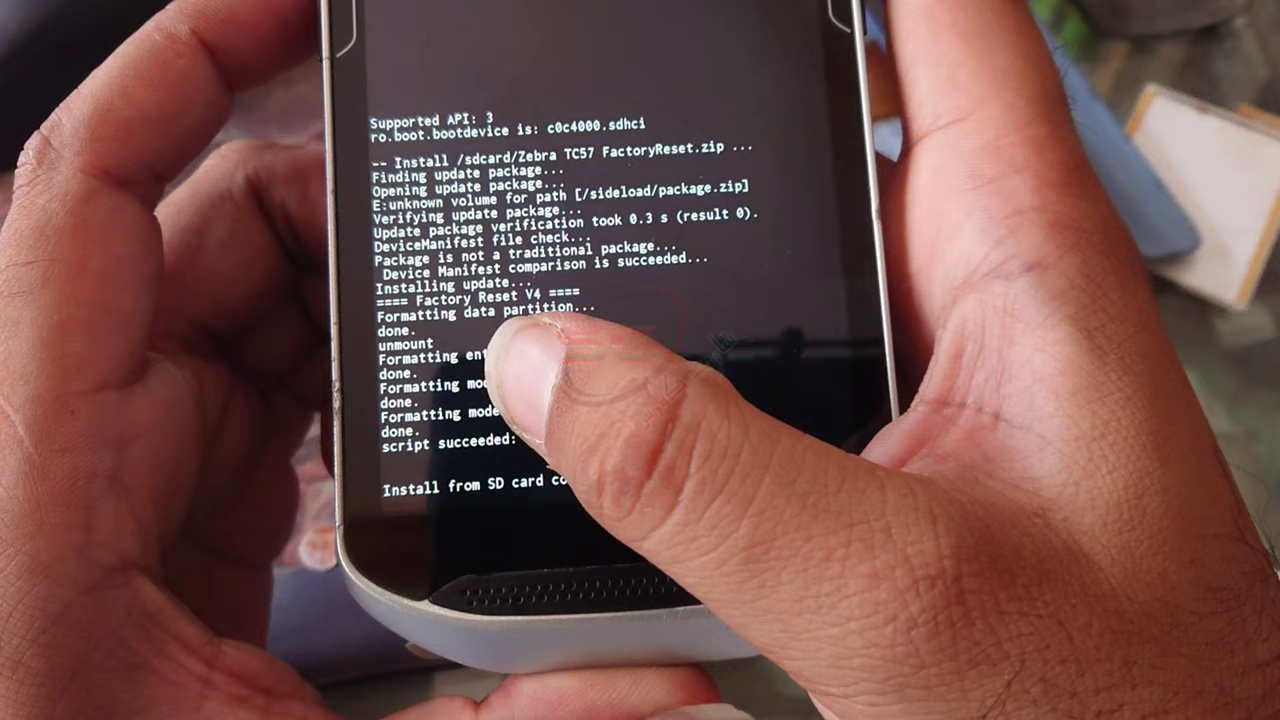 Supported API: 3
ro.boot.bootdevice is: c0c4000.sdhci
-- Install /sdcard/Zebra TC57 FactoryReset.zip ...
Finding update package...
Opening update package...
E:unknown volume for path [/sideload/package.zip]
Verifying update package...
Update package verification took 0.3 s (result 0).
DeviceManifest file check...
Package is not a traditional package...
Device Manifest comparison is succeeded...
Installing update...
==== Factory Reset V4 ====
Formatting data partition...
done.
unmount
Formatting
done.
Formatting
done.
Formatting
done.
script succeeded:
Install from SD card